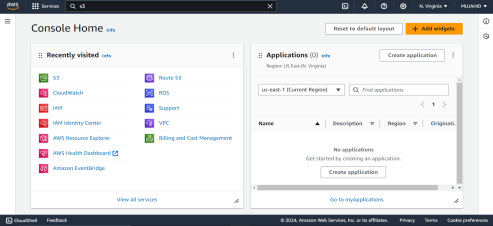 aws
Services
s3
N. Virginia
MUJAHID
Console Home Info
Reset to default layout
+ Add widgets
Recently visited Info
S3
CloudWatch
IAM
IAM Identity Center
AWS Resource Explorer
AWS Health Dashboard
Amazon EventBridge
Route 53
RDS
Support
VPC
Billing and Cost Management
View all services
Applications (0) Info
Region: US East (N. Virginia)
Create application
us-east-1 (Current Region)
Find applications
1
Name
Description
Region
Originati.
No applications
Get started by creating an application.
Create application
Go to myApplications
CloudShell
Feedback
© 2024, Amazon Web Services, Inc. or its affiliates.
Privacy
Terms
Cookie preferences